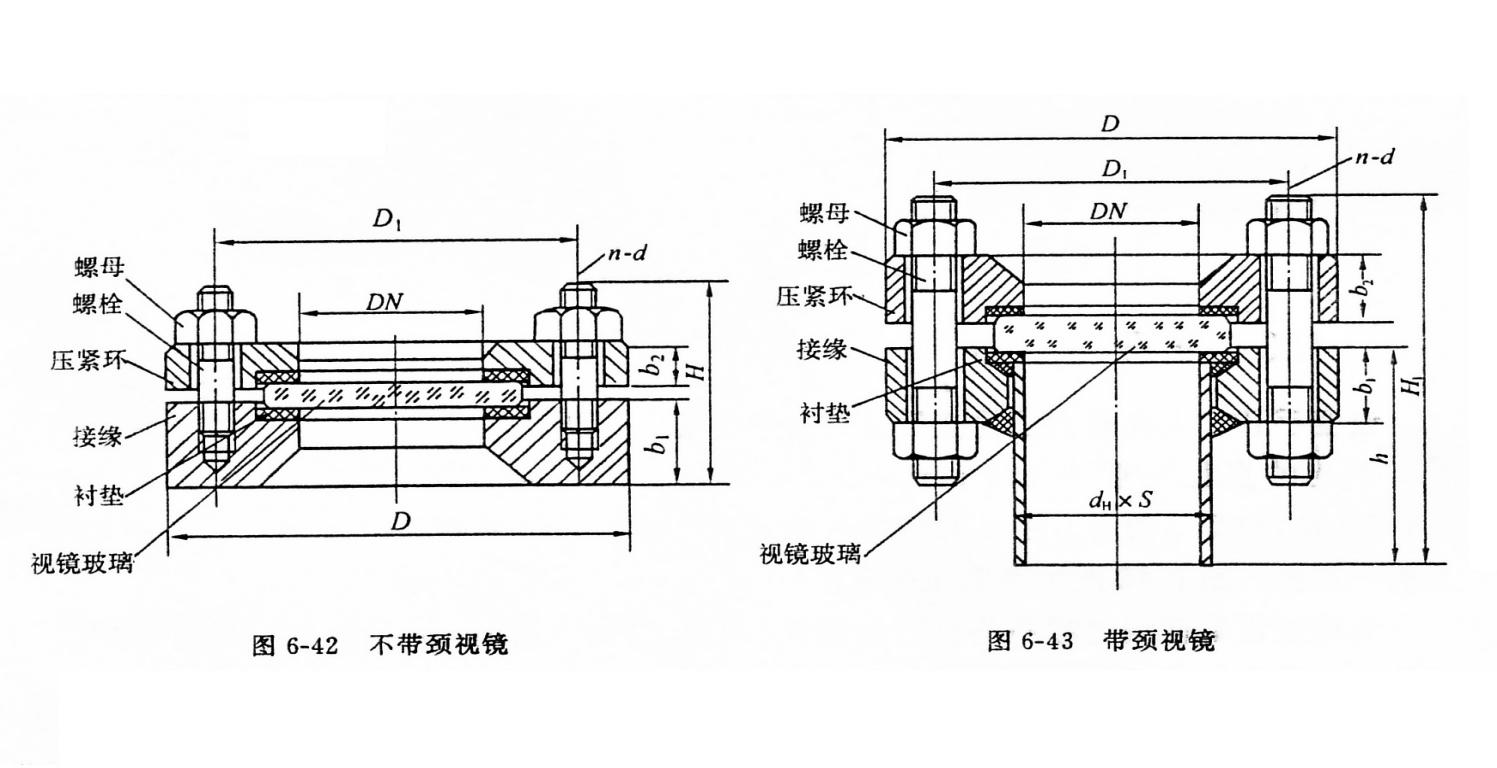 D₁
n-d
螺母
DN
螺栓
压紧环
b₂
H
接缘
b₁
衬垫
D
视镜玻璃
图 6-42 不带颈视镜
D
n-d
D₁
螺母
DN
螺栓
压紧环
b₂
接缘
b₁
H₁
衬垫
h
dH×S
视镜玻璃
图 6-43 带颈视镜